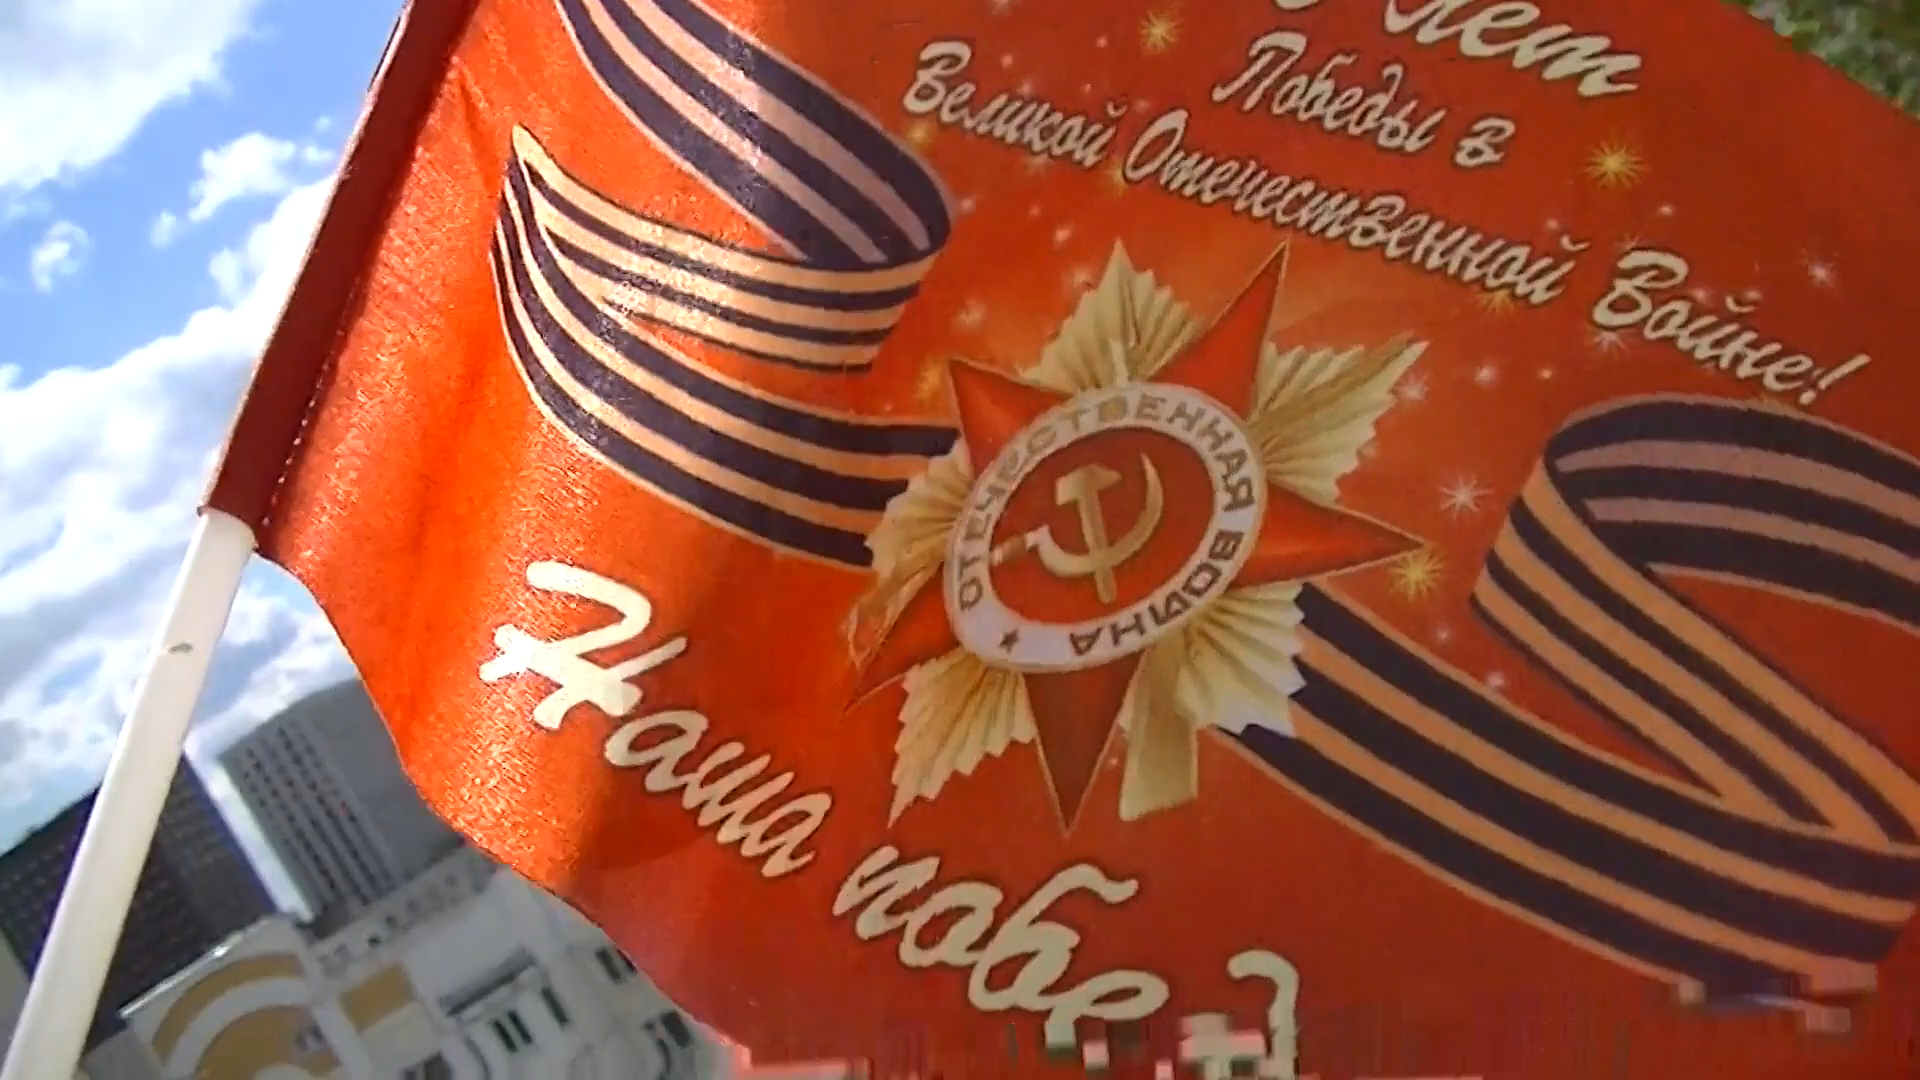 лет
Победы в
Великой Отечественной Войне!
ОТЕЧЕСТВЕННАЯ ВОЙНА
Наша